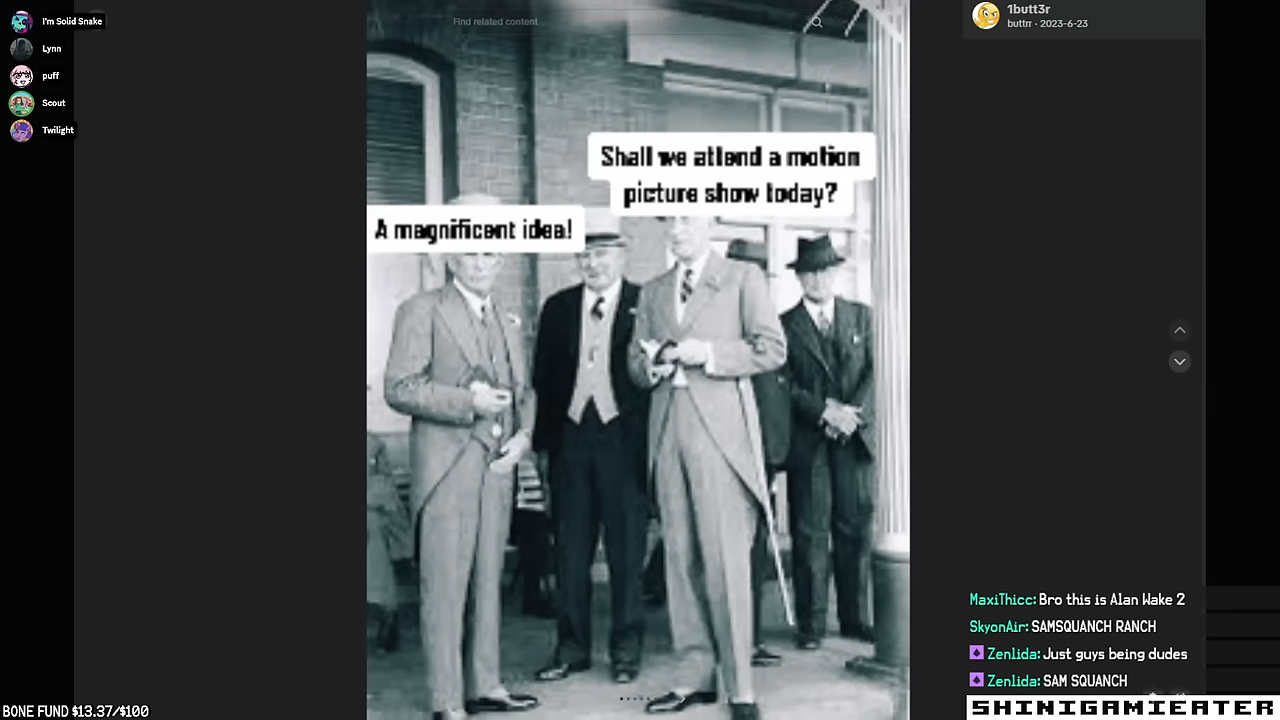 I'm Solid Snake
Lynn
puff
Scout
Twilight
Find related content
1butt3r
buttrr · 2023-6-23
Shall we attend a motion
picture show today?
A magnificent idea!
MaxiThicc: Bro this is Alan Wake 2
SkyonAir: SAMSQUANCH RANCH
Zenlida: Just guys being dudes
Zenlida: SAM SQUANCH
BONE FUND $13.37/$100
SHINIGAMIEATER